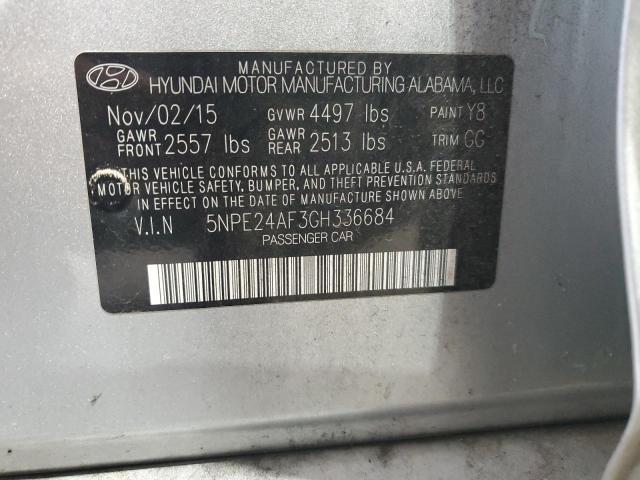 MANUFACTURED BY
HYUNDAI MOTOR MANUFACTURING ALABAMA, LLC
Nov/02/15 GVWR 4497 lbs PAINT Y8
GAWR FRONT 2557 lbs GAWR REAR 2513 lbs TRIM GG
THIS VEHICLE CONFORMS TO ALL APPLICABLE U.S.A. FEDERAL
MOTOR VEHICLE SAFETY, BUMPER, AND THEFT PREVENTION STANDARDS
IN EFFECT ON THE DATE OF MANUFACTURE SHOWN ABOVE.
V.I.N 5NPE24AF3GH336684
PASSENGER CAR